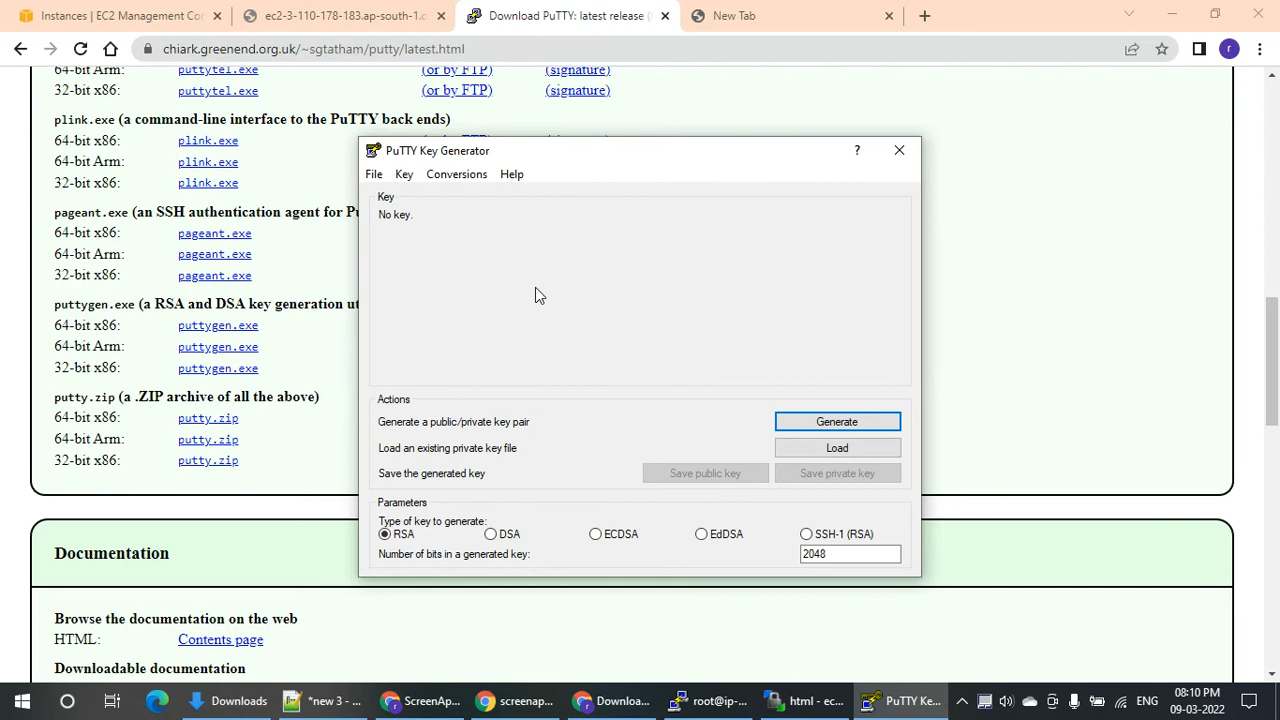 Instances | EC2 Management Con
ec2-3-110-178-183.ap-south-1.c
Download PuTTY: latest release (
New Tab
chiark.greenend.org.uk/~sgtatham/putty/latest.html
r
64-bit Arm: puttytel.exe (or by FTP) (signature)
32-bit x86: puttytel.exe (or by FTP) (signature)
plink.exe (a command-line interface to the PuTTY back ends)
64-bit x86: plink.exe
64-bit Arm: plink.exe
32-bit x86: plink.exe
pageant.exe (an SSH authentication agent for Pu
64-bit x86: pageant.exe
64-bit Arm: pageant.exe
32-bit x86: pageant.exe
puttygen.exe (a RSA and DSA key generation ut
64-bit x86: puttygen.exe
64-bit Arm: puttygen.exe
32-bit x86: puttygen.exe
putty.zip (a .ZIP archive of all the above)
64-bit x86: putty.zip
64-bit Arm: putty.zip
32-bit x86: putty.zip
Documentation
Browse the documentation on the web
HTML: Contents page
Downloadable documentation
PuTTY Key Generator
?
File Key Conversions Help
Key
No key.
Actions
Generate a public/private key pair Generate
Load an existing private key file Load
Save the generated key Save public key Save private key
Parameters
Type of key to generate:
RSA DSA ECDSA EdDSA SSH-1 (RSA)
Number of bits in a generated key: 2048
Downloads
*new 3 - ...
ScreenAp...
screenap...
Downloa...
root@ip-...
html - ec...
PuTTY Ke...
ENG
08:10 PM
09-03-2022